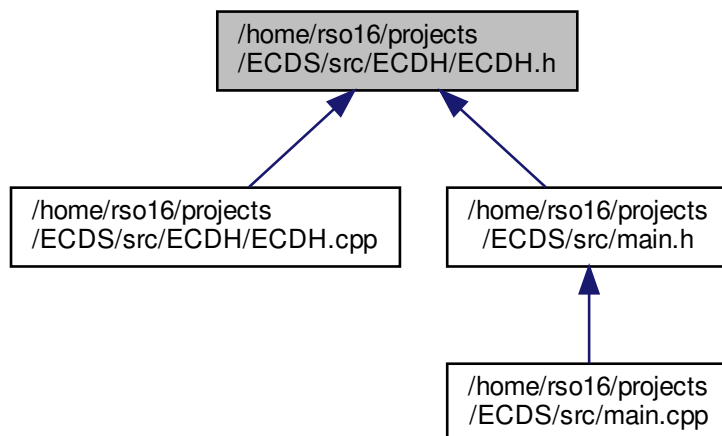 /home/rso16/projects
/ECDS/src/ECDH/ECDH.h
/home/rso16/projects
/ECDS/src/ECDH/ECDH.cpp
/home/rso16/projects
/ECDS/src/main.h
/home/rso16/projects
/ECDS/src/main.cpp